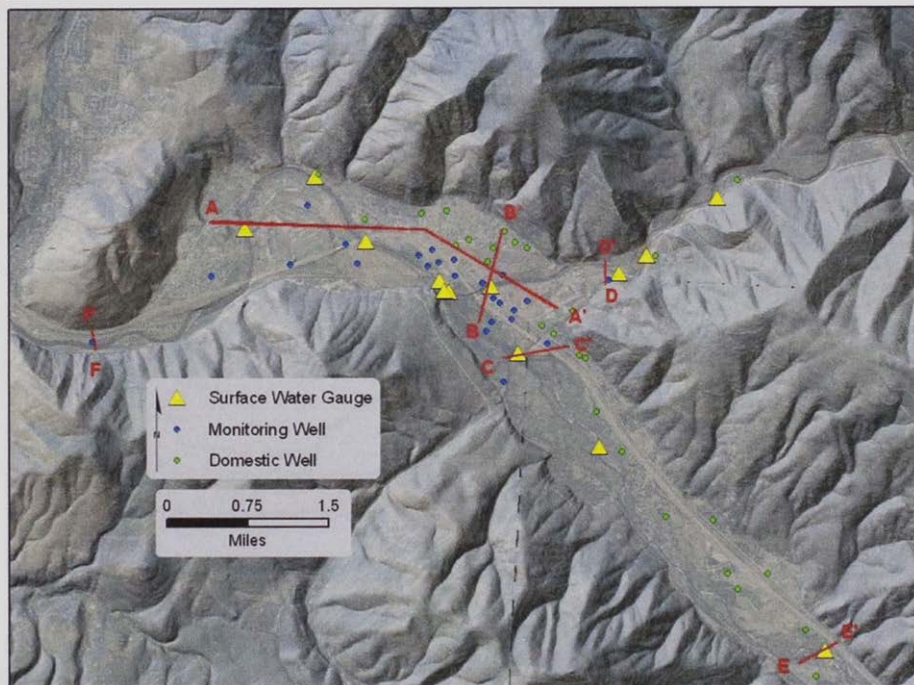 A
B'
D'
D
A'
B
C'
C
F'
F
N
Surface Water Gauge
Monitoring Well
Domestic Well
0 0.75 1.5
Miles
E'
E